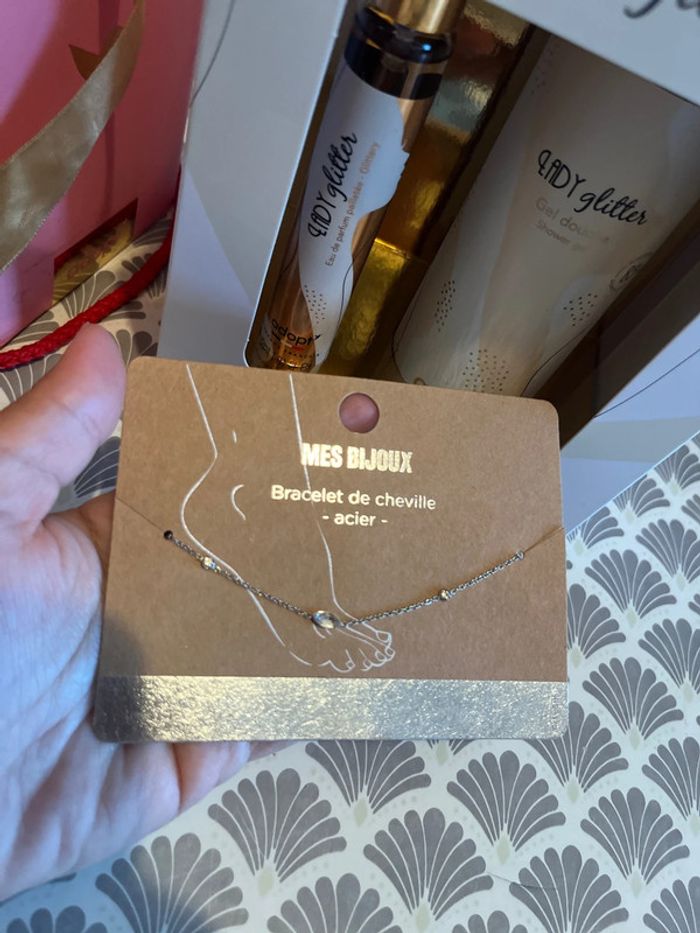 LADY glitter
Eau de parfum pailletée - Glittery
adopt'
LADY glitter
Gel douche
Shower gel
MES BIJOUX
Bracelet de cheville
- acier -